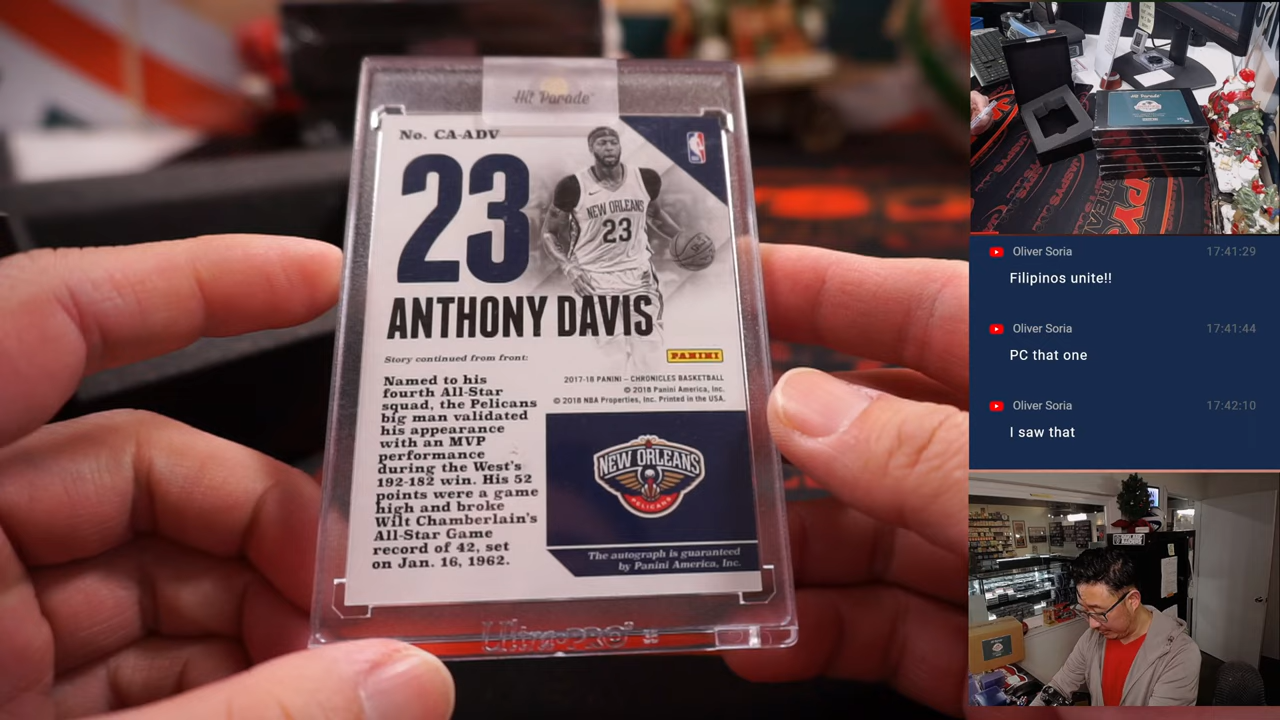 Hit Parade
No. CA-ADV
23
NEW ORLEANS
23
ANTHONY DAVIS
Story continued from front:
PANINI
2017-18 PANINI – CHRONICLES BASKETBALL
© 2018 Panini America, Inc.
© 2018 NBA Properties, Inc. Printed in the USA.
Named to his
fourth All-Star
squad, the Pelicans
big man validated
his appearance
with an MVP
performance
during the West's
192-182 win. His 52
points were a game
high and broke
Wilt Chamberlain's
All-Star Game
record of 42, set
on Jan. 16, 1962.
NEW ORLEANS
PELICANS
The autograph is guaranteed
by Panini America, Inc.
Ultra-PRO
Hit Parade
Oliver Soria 17:41:29
Filipinos unite!!
Oliver Soria 17:41:44
PC that one
Oliver Soria 17:42:10
I saw that